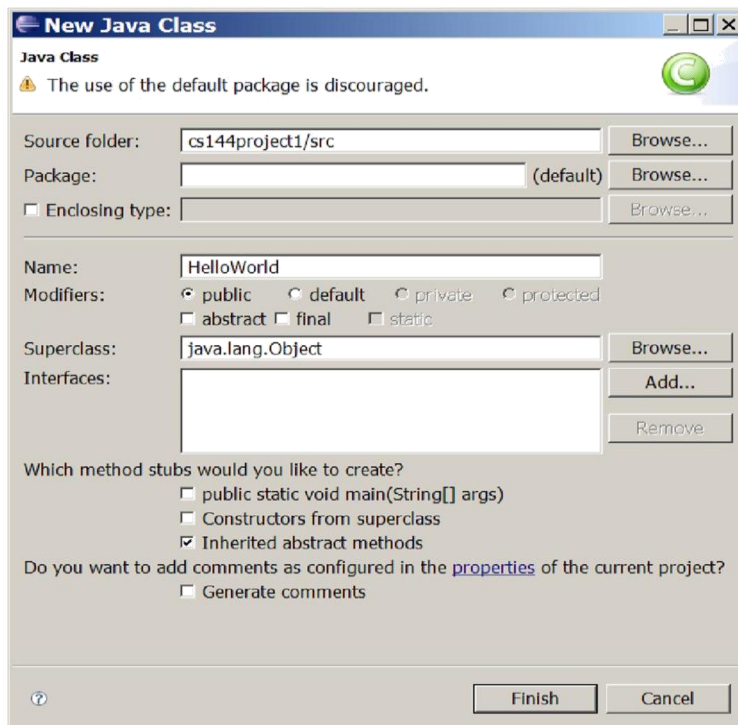 New Java Class
Java Class
The use of the default package is discouraged.
Source folder: cs144project1/src Browse...
Package: (default) Browse...
Enclosing type: Browse...
Name: HelloWorld
Modifiers: public default private protected
abstract final static
Superclass: java.lang.Object Browse...
Interfaces: Add...
Remove
Which method stubs would you like to create?
public static void main(String[] args)
Constructors from superclass
Inherited abstract methods
Do you want to add comments as configured in the properties of the current project?
Generate comments
? Finish Cancel